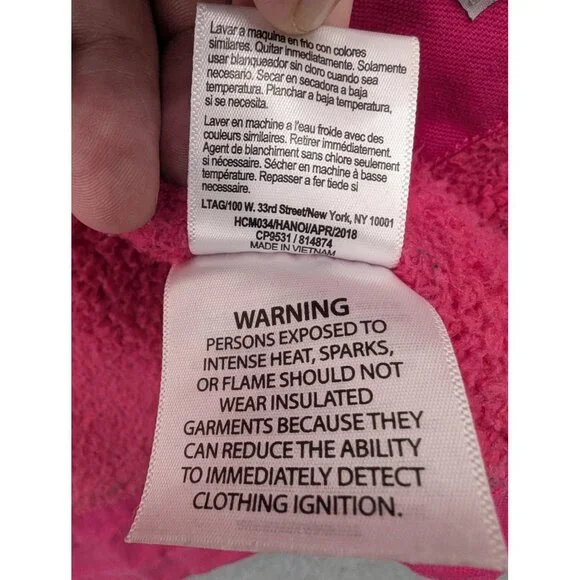 Lavar a maquina en frio con colores
similares. Quitar inmediatamente. Solamente
usar blanqueador sin cloro cuando sea
necesario. Secar en secadora a baja
temperatura. Planchar a baja temperatura,
si se necesita.
Laver en machine a l'eau froide avec des
couleurs similaires. Retirer immédiatement.
Agent de blanchiment sans chlore seulement
si nécessaire. Sécher en machine à basse
température. Repasser a fer tiede si
nécessaire.
LTAG/100 W. 33rd Street/New York, NY 10001
HCM034/HANOI/APR/2018
CP9531 / 814874
MADE IN VIETNAM
WARNING
PERSONS EXPOSED TO
INTENSE HEAT, SPARKS,
OR FLAME SHOULD NOT
WEAR INSULATED
GARMENTS BECAUSE THEY
CAN REDUCE THE ABILITY
TO IMMEDIATELY DETECT
CLOTHING IGNITION.